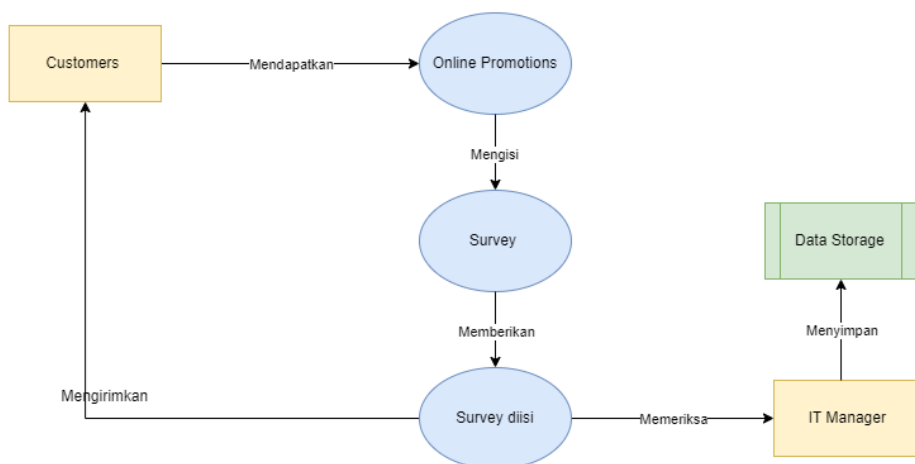 Customers
Mendapatkan
Online Promotions
Mengisi
Survey
Data Storage
Memberikan
Menyimpan
Mengirimkan
Survey diisi
Memeriksa
IT Manager